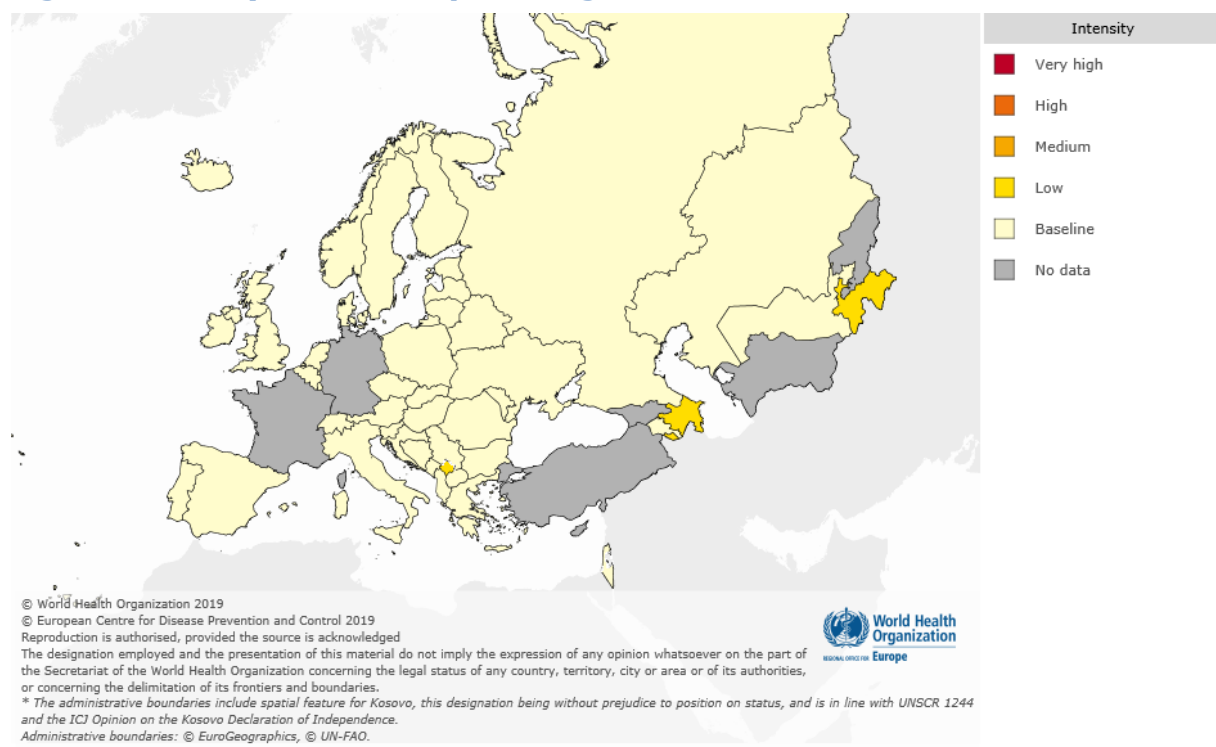 Intensity
Very high
High
Medium
Low
Baseline
No data
© World Health Organization 2019
© European Centre for Disease Prevention and Control 2019
Reproduction is authorised, provided the source is acknowledged
The designation employed and the presentation of this material do not imply the expression of any opinion whatsoever on the part of
the Secretariat of the World Health Organization concerning the legal status of any country, territory, city or area or of its authorities,
or concerning the delimitation of its frontiers and boundaries.
* The administrative boundaries include spatial feature for Kosovo, this designation being without prejudice to position on status, and is in line with UNSCR 1244
and the ICJ Opinion on the Kosovo Declaration of Independence.
Administrative boundaries: © EuroGeographics, © UN-FAO.
World Health
Organization
REGIONAL OFFICE FOR Europe